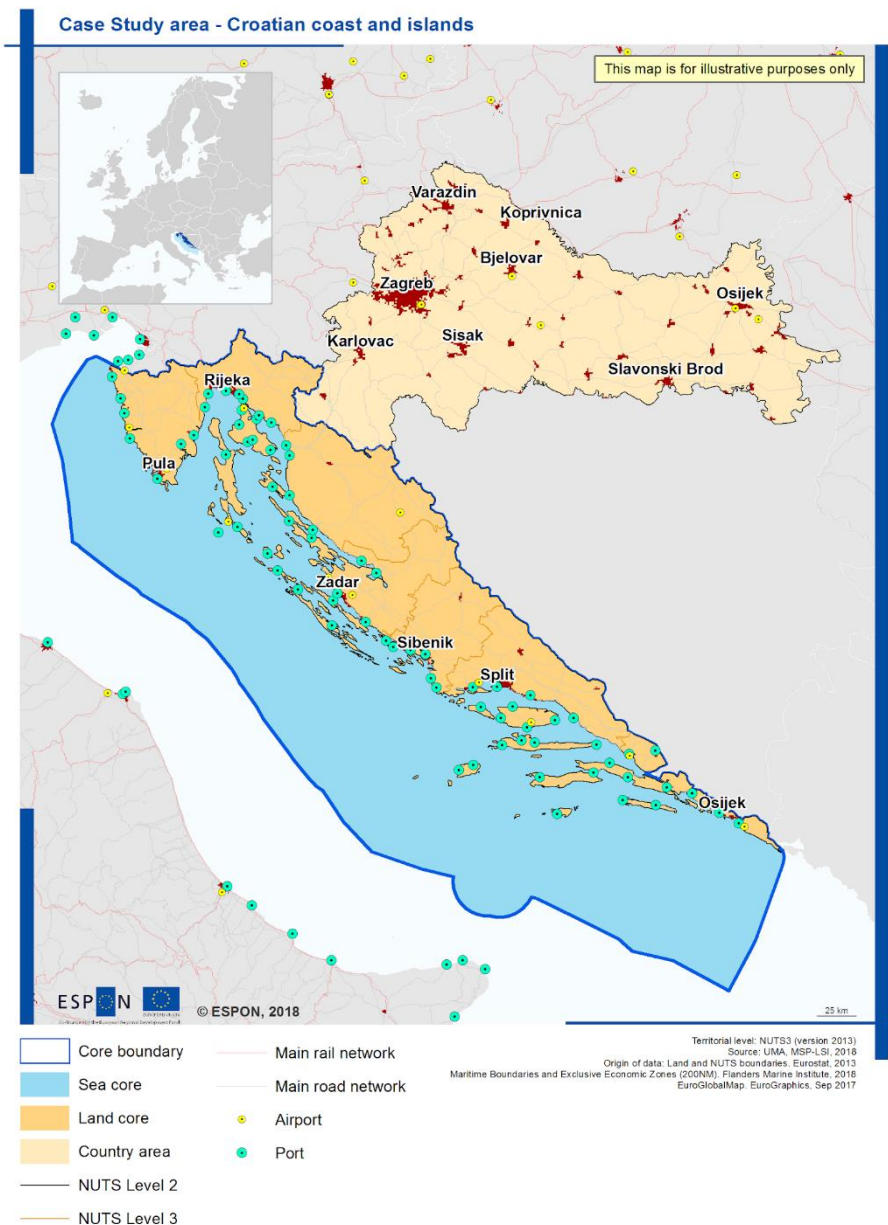 Case Study area - Croatian coast and islands
This map is for illustrative purposes only
Varazdin
Koprivnica
Bjelovar
Zagreb
Osijek
Karlovac
Sisak
Slavonski Brod
Rijeka
Pula
Zadar
Sibenik
Split
Osijek
ESPON
© ESPON, 2018
25 km
Territorial level: NUTS3 (version 2013)
Source: UMA, MSP-LSI, 2018
Origin of data: Land and NUTS boundaries. Eurostat, 2013
Maritime Boundaries and Exclusive Economic Zones (200NM). Flanders Marine Institute, 2016
EuroGlobalMap. EuroGraphics, Sep 2017
Core boundary
Sea core
Land core
Country area
NUTS Level 2
NUTS Level 3
Main rail network
Main road network
Airport
Port